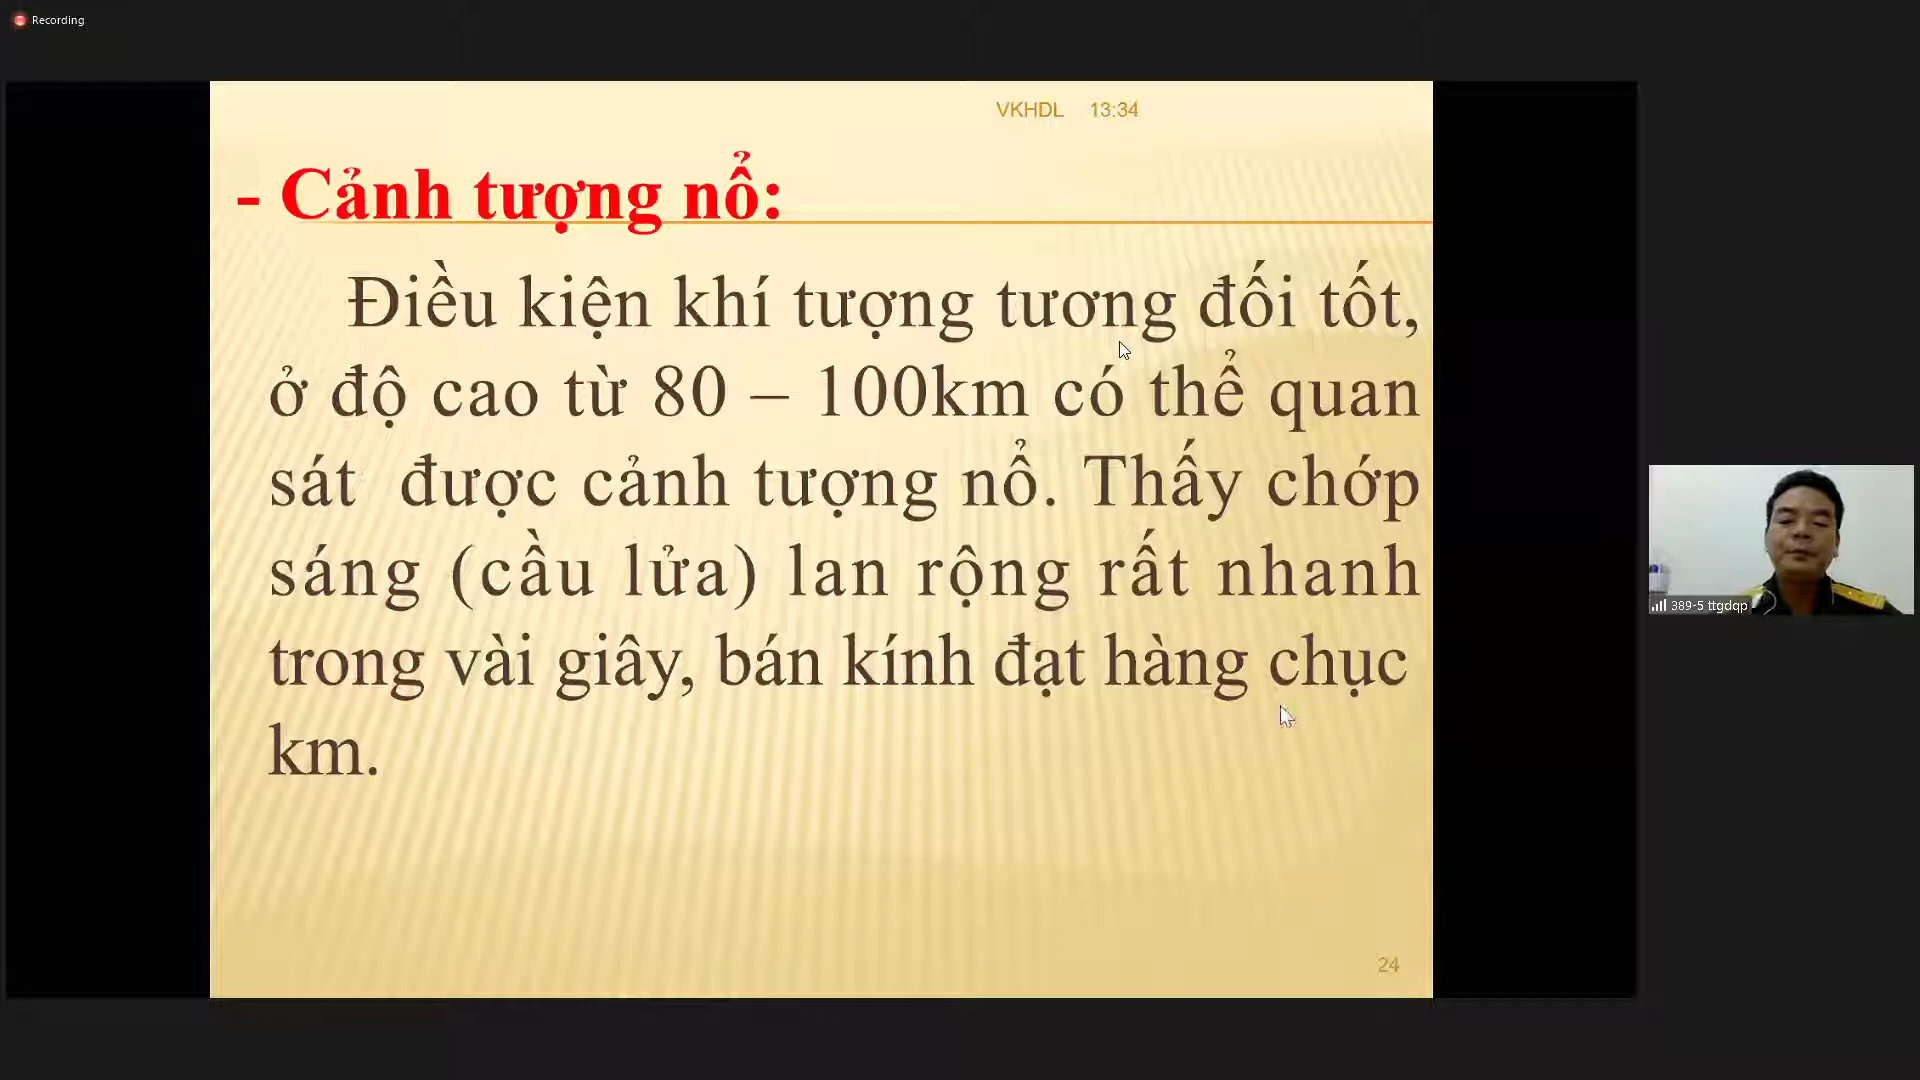 Recording
VKHDL 13:34
- Cảnh tượng nổ:
Điều kiện khí tượng tương đối tốt,
ở độ cao từ 80 – 100km có thể quan
sát được cảnh tượng nổ. Thấy chớp
sáng (cầu lửa) lan rộng rất nhanh
trong vài giây, bán kính đạt hàng chục
km.
389-5 ttgdqp
24